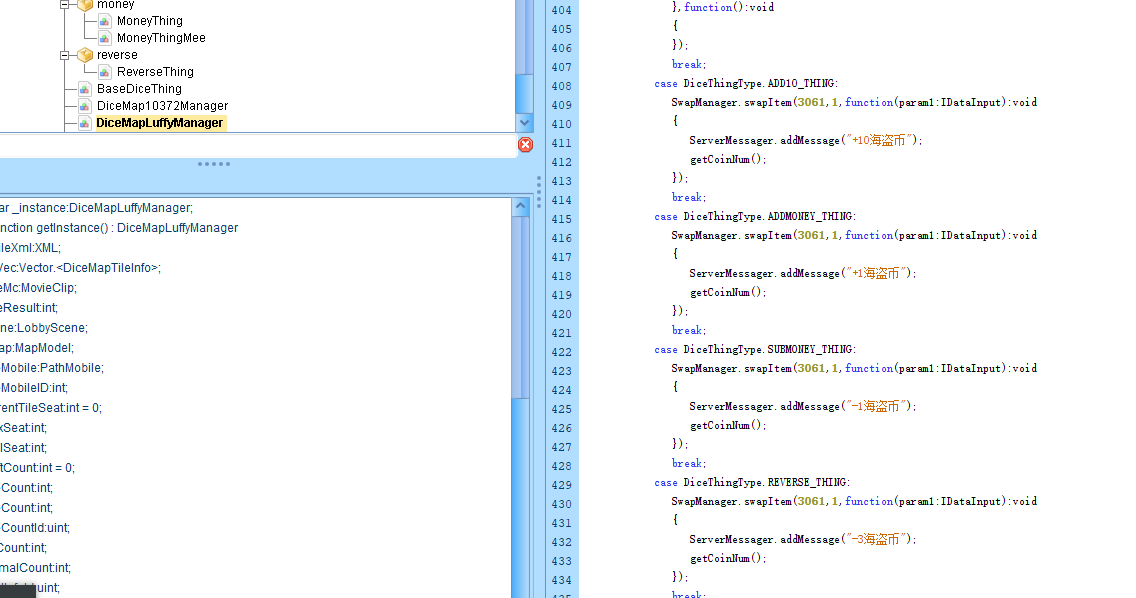 money
MoneyThing
MoneyThingMee
reverse
ReverseThing
BaseDiceThing
DiceMap10372Manager
DiceMapLuffyManager
ar _instance:DiceMapLuffyManager;
nction getInstance() : DiceMapLuffyManager
ileXml:XML;
Vec:Vector.<DiceMapTileInfo>;
eMc:MovieClip;
eResult:int;
ne:LobbyScene;
ap:MapModel;
Mobile:PathMobile;
MobileID:int;
rentTileSeat:int = 0;
xSeat:int;
lSeat:int;
tCount:int = 0;
Count:int;
Count:int;
CountId:uint;
Count:int;
malCount:int;
uint;
404 },function():void
405 {
406 });
407 break;
408 case DiceThingType.ADD10_THING:
409 SwapManager.swapItem(3061,1,function(param1:IDataInput):void
410 {
411 ServerMessager.addMessage("+10海盗币");
412 getCoinNum();
413 });
414 break;
415 case DiceThingType.ADDMONEY_THING:
416 SwapManager.swapItem(3061,1,function(param1:IDataInput):void
417 {
418 ServerMessager.addMessage("+1海盗币");
419 getCoinNum();
420 });
421 break;
422 case DiceThingType.SUBMONEY_THING:
423 SwapManager.swapItem(3061,1,function(param1:IDataInput):void
424 {
425 ServerMessager.addMessage("-1海盗币");
426 getCoinNum();
427 });
428 break;
429 case DiceThingType.REVERSE_THING:
430 SwapManager.swapItem(3061,1,function(param1:IDataInput):void
431 {
432 ServerMessager.addMessage("-3海盗币");
433 getCoinNum();
434 });
435 break;